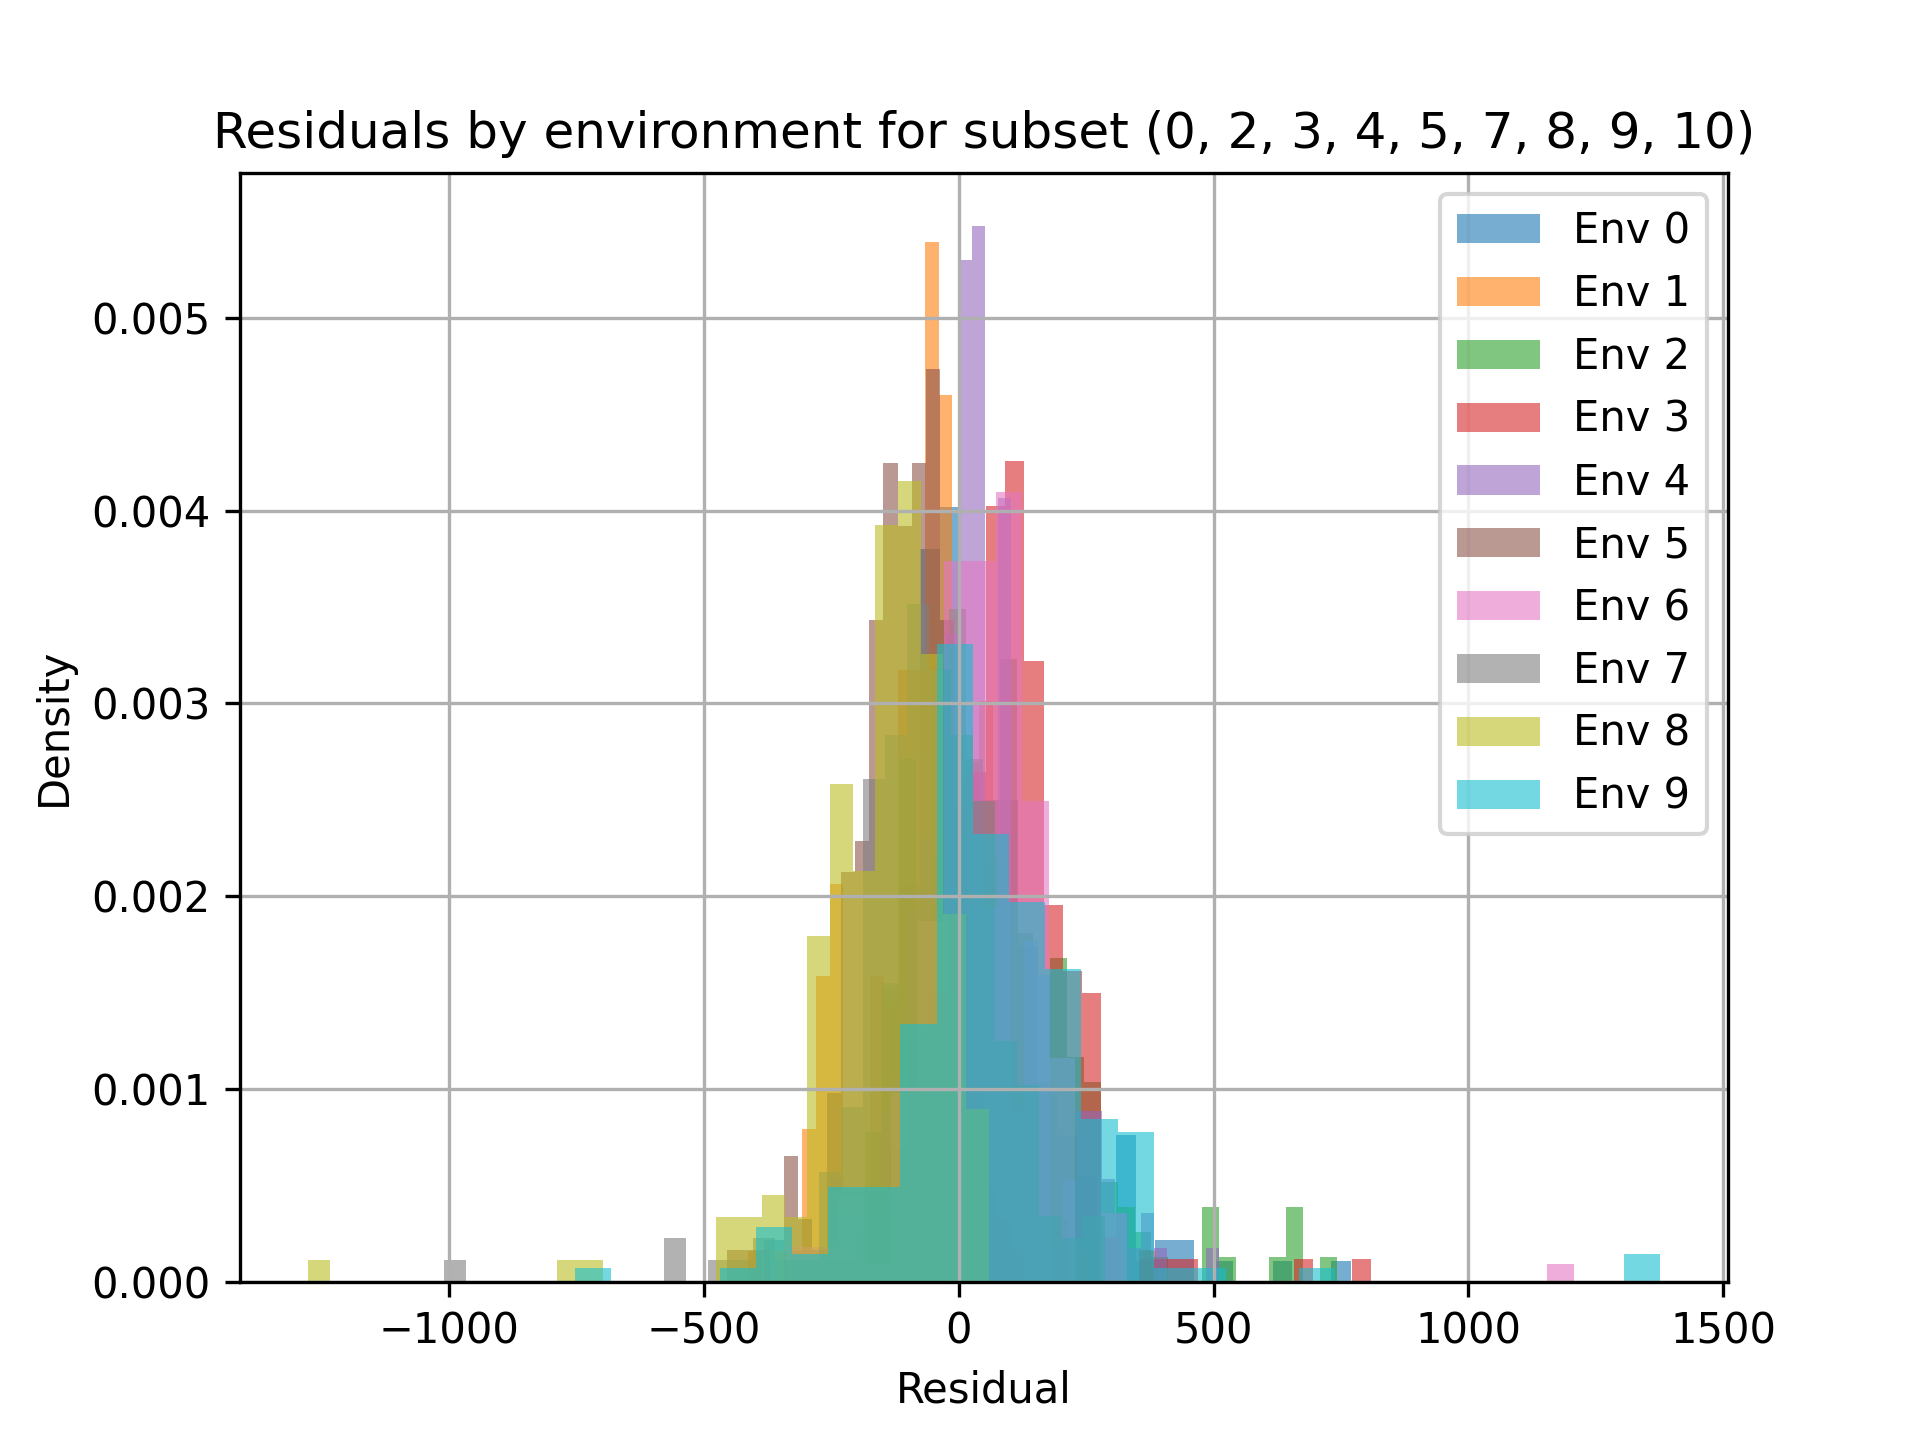 Residuals by environment for subset (0, 2, 3, 4, 5, 7, 8, 9, 10)
Env 0
Env 1
Env 2
Env 3
Env 4
Env 5
Env 6
Env 7
Env 8
Env 9
Density
0.005
0.004
0.003
0.002
0.001
0.000
−1000
−500
0
500
1000
1500
Residual